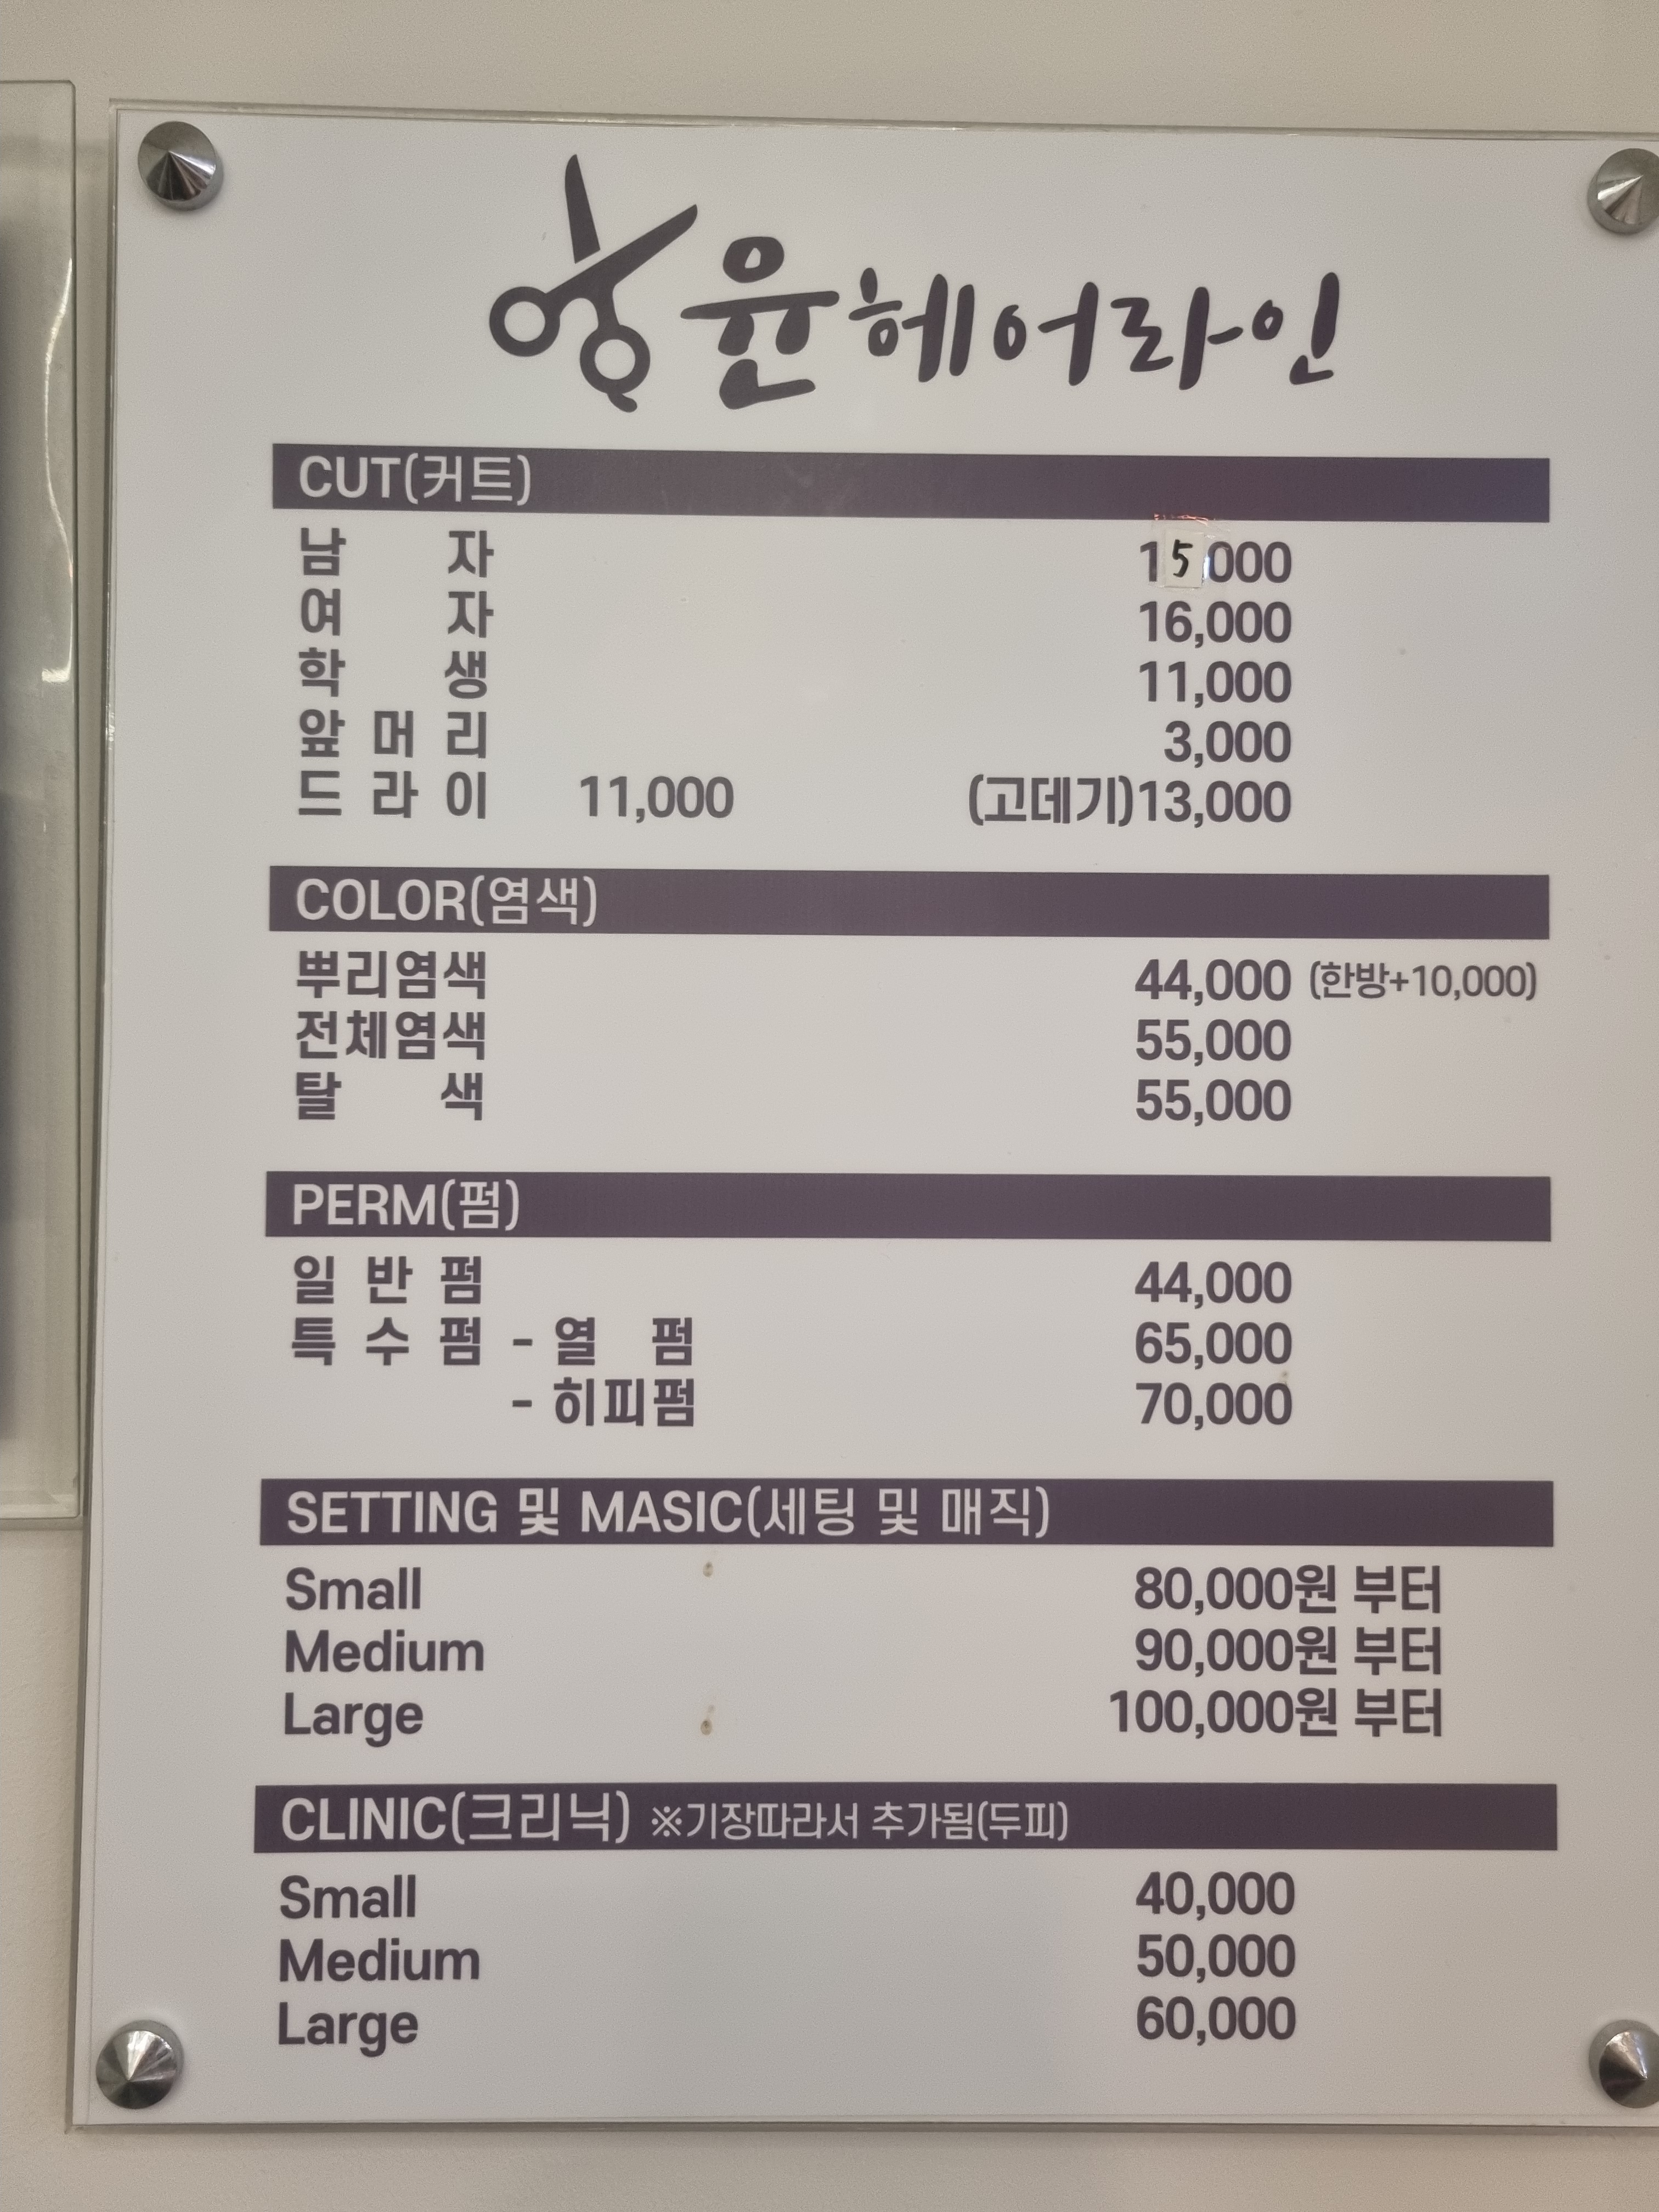 윤헤어라인
CUT(커트)
남 자 15,000
여 자 16,000
학 생 11,000
앞 머 리 3,000
드 라 이 11,000 (고데기)13,000
COLOR(염색)
뿌리염색 44,000 (한방+10,000)
전체염색 55,000
탈 색 55,000
PERM(펌)
일 반 펌 44,000
특 수 펌 - 열 펌 65,000
- 히피펌 70,000
SETTING 및 MASIC(세팅 및 매직)
Small 80,000원 부터
Medium 90,000원 부터
Large 100,000원 부터
CLINIC(크리닉) ※기장따라서 추가됨(두피)
Small 40,000
Medium 50,000
Large 60,000